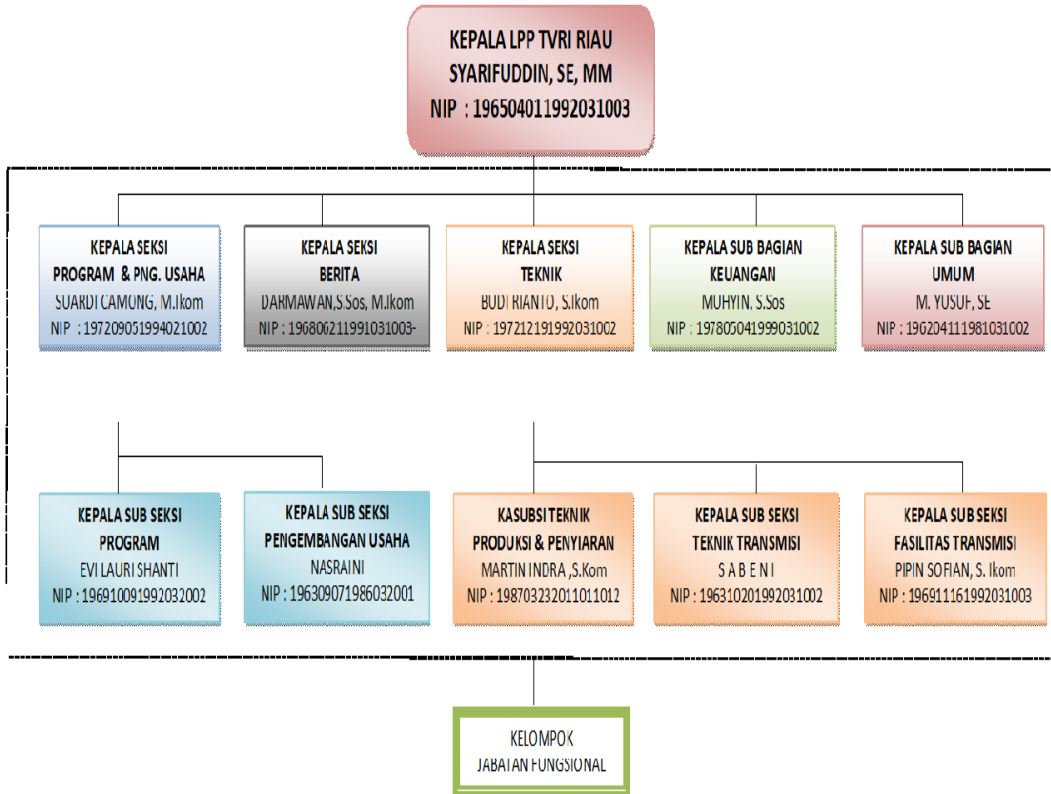 KEPALA LPP TVRI RIAU
SYARIFUDDIN, SE, MM
NIP : 196504011992031003
KEPALA SEKSI
PROGRAM & PNG. USAHA
SUARDI CAMONG, M.Ikom
NIP : 197209051994021002
KEPALA SEKSI
BERITA
DARMAWAN,S.Sos, M.Ikom
NIP : 196806211991031003-
KEPALA SEKSI
TEKNIK
BUDI RIANTO, S.Ikom
NIP : 197212191992031002
KEPALA SUB BAGIAN
KEUANGAN
MUHYIN, S.Sos
NIP : 197805041999031002
KEPALA SUB BAGIAN
UMUM
M. YUSUF, SE
NIP : 196204111981031002
KEPALA SUB SEKSI
PROGRAM
EVI LAURI SHANTI
NIP : 196910091992032002
KEPALA SUB SEKSI
PENGEMBANGAN USAHA
NASRAINI
NIP : 196309071986032001
KASUBSI TEKNIK
PRODUKSI & PENYIARAN
MARTIN INDRA ,S.Kom
NIP : 198703232011011012
KEPALA SUB SEKSI
TEKNIK TRANSMISI
S A B E N I
NIP : 196310201992031002
KEPALA SUB SEKSI
FASILITAS TRANSMISI
PIPIN SOFIAN, S. Ikom
NIP : 196911161992031003
KELOMPOK
JABATAN FUNGSIONAL